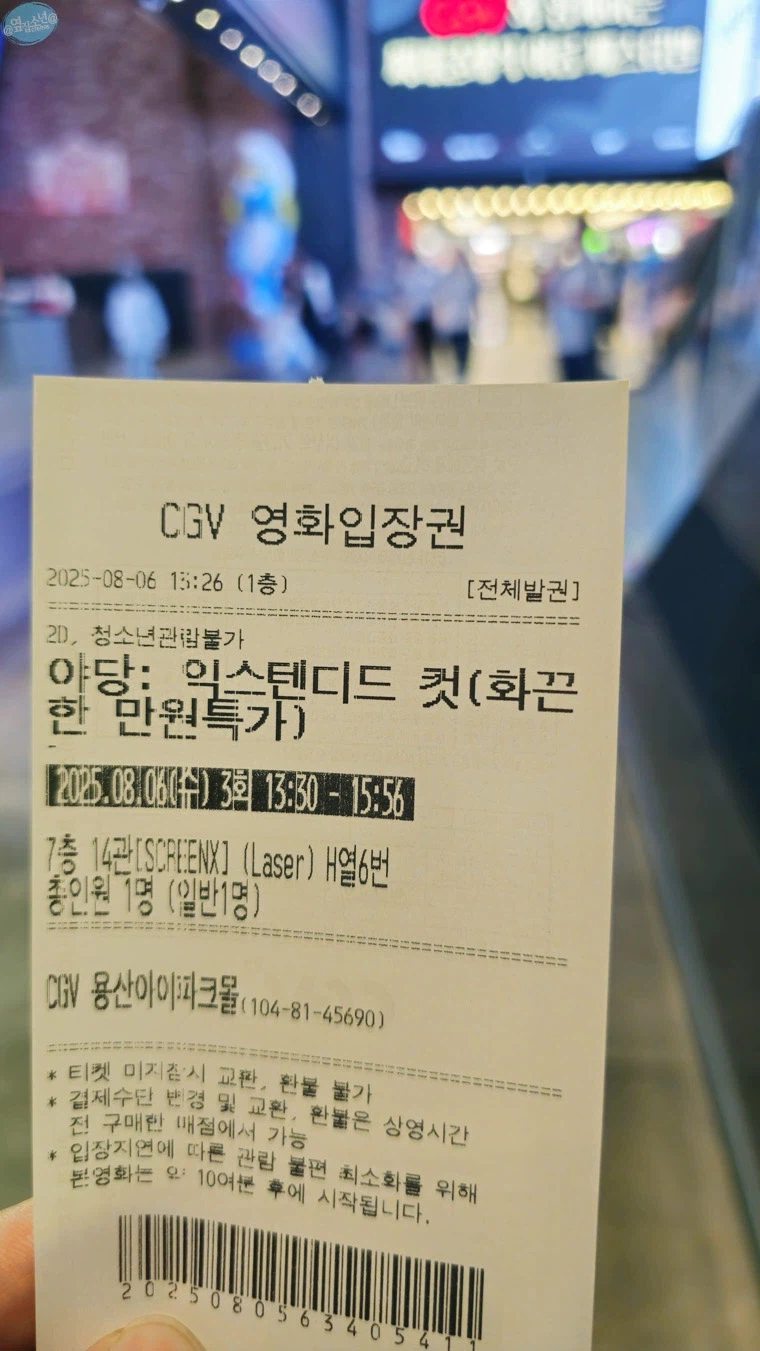 @옆집소년@
CGV 영화입장권
2025-08-06 13:26 (1층) [전체발권]
2D, 청소년관람불가
야당: 익스텐디드 컷(화끈
한 만원특가)
2025.08.06(수) 3회 13:30 - 15:56
7층 14관[SCREENX] (Laser) H열6번
총인원 1명 (일반1명)
CGV 용산아이파크몰(104-81-45690)
* 티켓 미지참시 교환, 환불 불가
* 결제수단 변경 및 교환, 환불은 상영시간
전 구매한 매점에서 가능
* 입장지연에 따른 관람 불편 최소화를 위해
본영화는 약 10여분 후에 시작됩니다.
2025080563405411